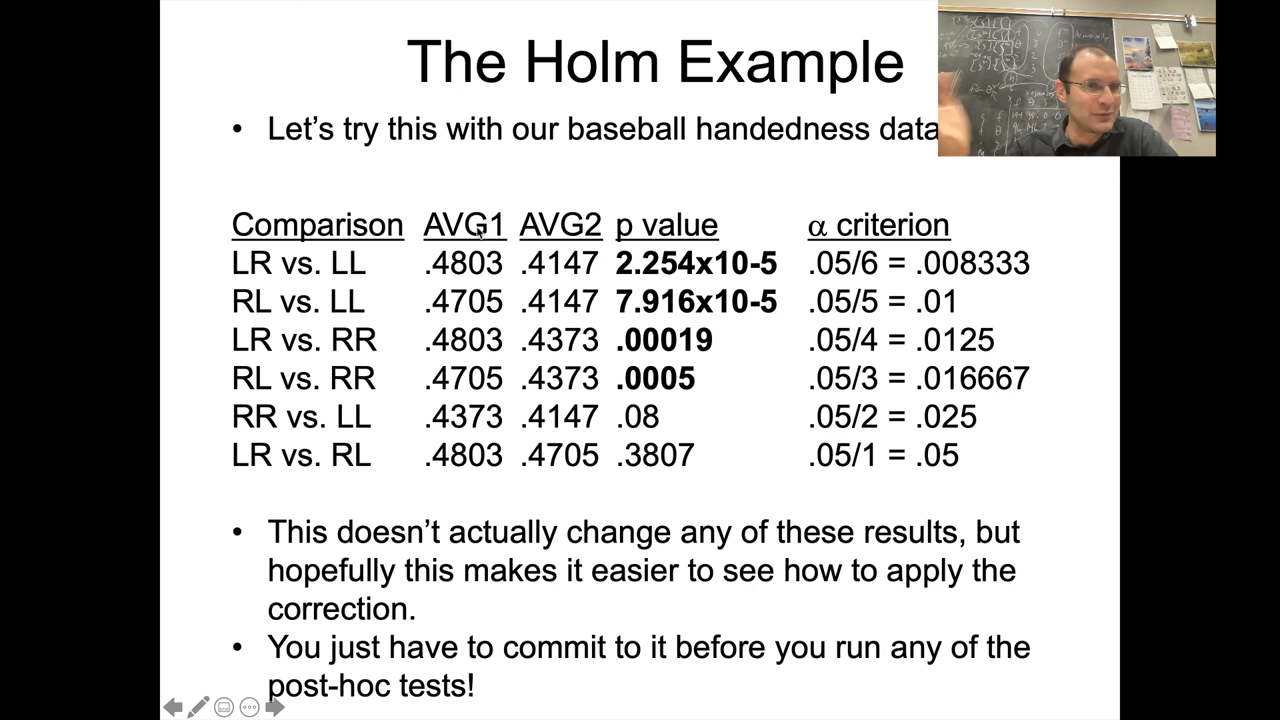 The Holm Example
• Let's try this with our baseball handedness data
Comparison AVG1 AVG2 p value α criterion
LR vs. LL .4803 .4147 2.254x10-5 .05/6 = .008333
RL vs. LL .4705 .4147 7.916x10-5 .05/5 = .01
LR vs. RR .4803 .4373 .00019 .05/4 = .0125
RL vs. RR .4705 .4373 .0005 .05/3 = .016667
RR vs. LL .4373 .4147 .08 .05/2 = .025
LR vs. RL .4803 .4705 .3807 .05/1 = .05
• This doesn't actually change any of these results, but
hopefully this makes it easier to see how to apply the
correction.
• You just have to commit to it before you run any of the
post-hoc tests!